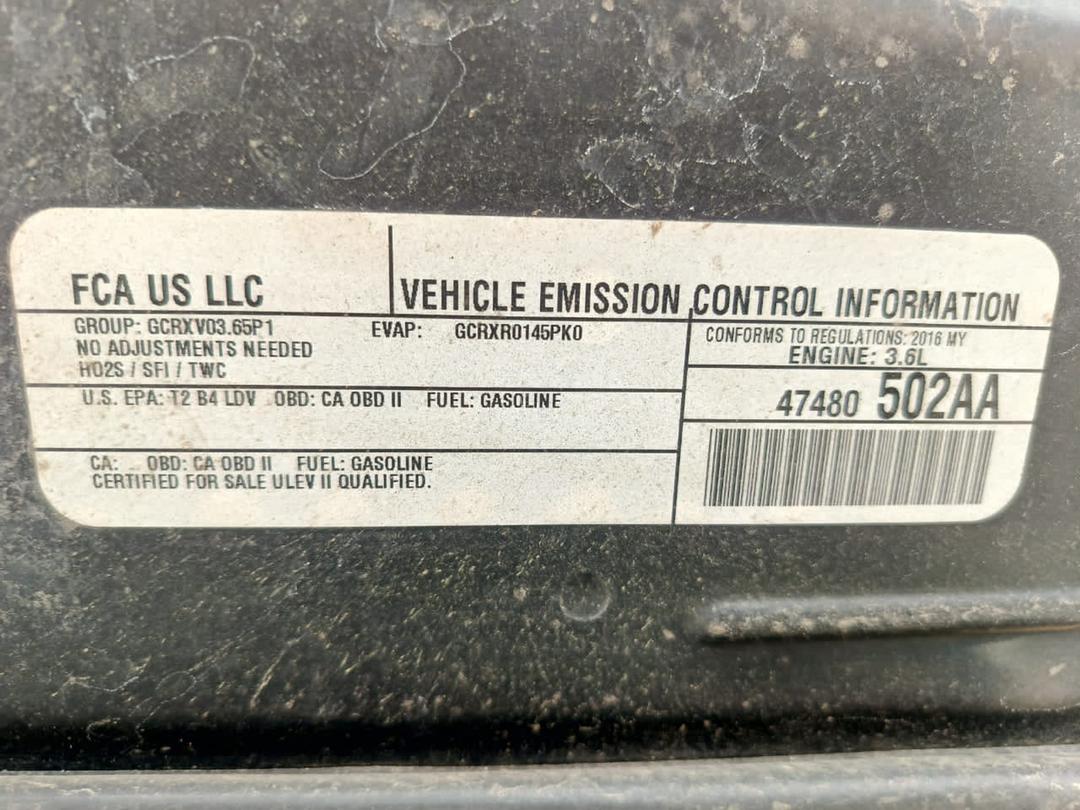 FCA US LLC
VEHICLE EMISSION CONTROL INFORMATION
GROUP: GCRXV03.65P1 EVAP: GCRXR0145PK0
NO ADJUSTMENTS NEEDED
HO2S / SFI / TWC
CONFORMS TO REGULATIONS: 2016 MY
ENGINE: 3.6L
U.S. EPA: T2 B4 LDV OBD: CA OBD II FUEL: GASOLINE
47480 502AA
CA: OBD: CA OBD II FUEL: GASOLINE
CERTIFIED FOR SALE ULEV II QUALIFIED.